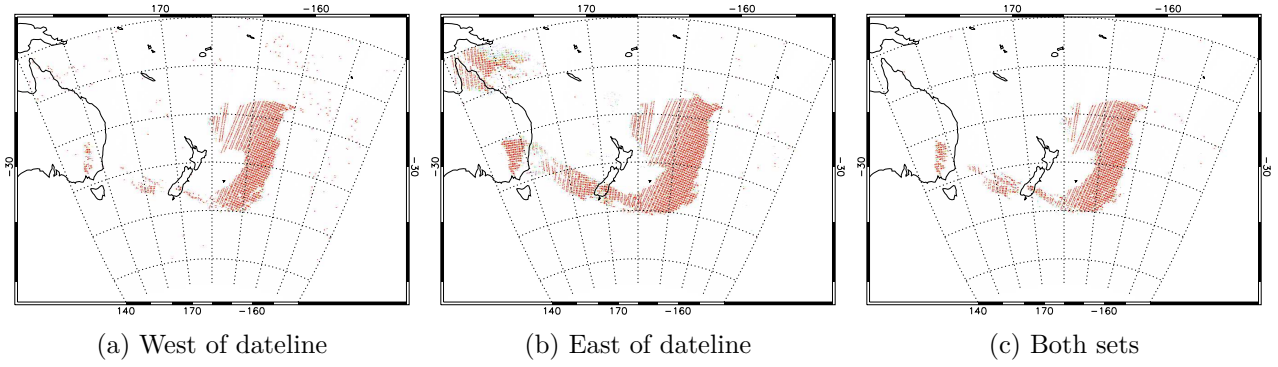 170 -160 170 -160 170 -160
-30 -30 -30 -30 -30 -30
140 170 -160 140 170 -160 140 170 -160
(a) West of dateline (b) East of dateline (c) Both sets